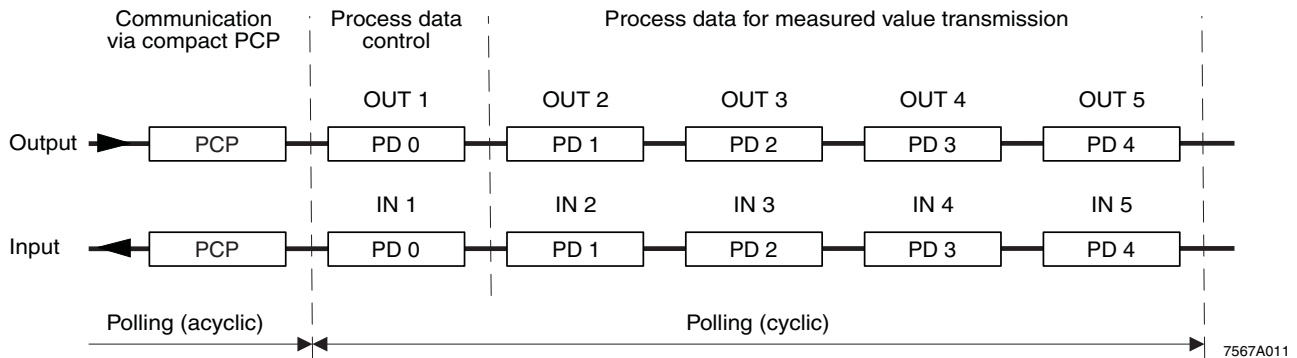 Communication
via compact PCP
Process data
control
Process data for measured value transmission
OUT 1 OUT 2 OUT 3 OUT 4 OUT 5
Output PCP PD 0 PD 1 PD 2 PD 3 PD 4
IN 1 IN 2 IN 3 IN 4 IN 5
Input PCP PD 0 PD 1 PD 2 PD 3 PD 4
Polling (acyclic) Polling (cyclic)
7567A011